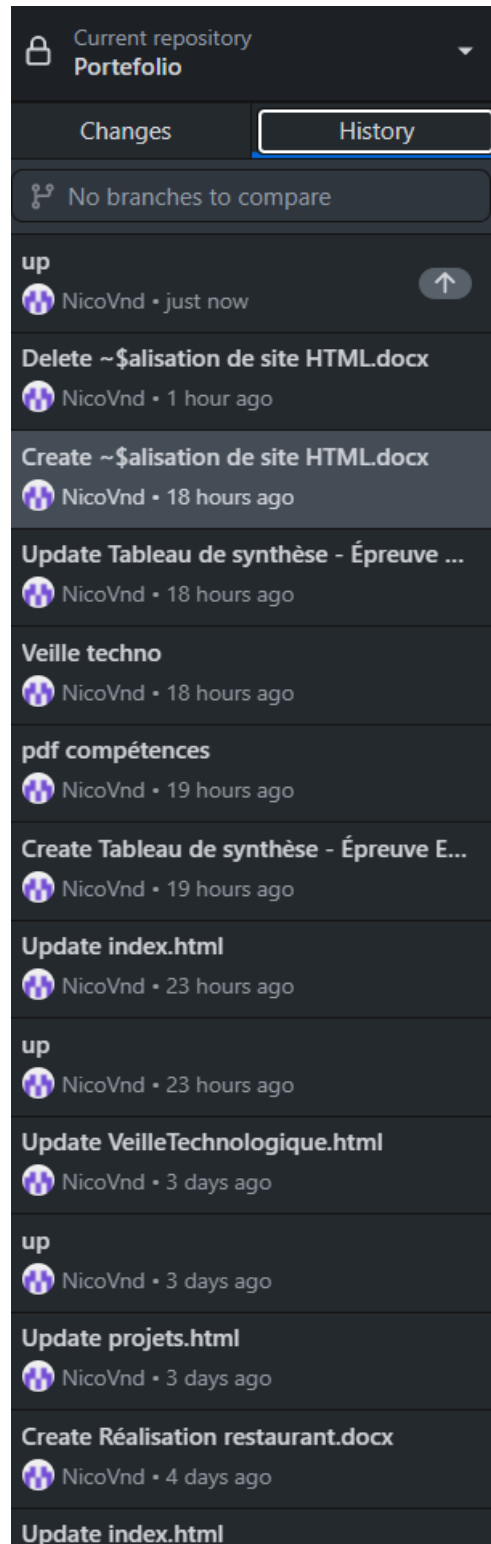 Current repository
Portefolio
Changes
History
No branches to compare
up
NicoVnd • just now
Delete ~$alisation de site HTML.docx
NicoVnd • 1 hour ago
Create ~$alisation de site HTML.docx
NicoVnd • 18 hours ago
Update Tableau de synthèse - Épreuve ...
NicoVnd • 18 hours ago
Veille techno
NicoVnd • 18 hours ago
pdf compétences
NicoVnd • 19 hours ago
Create Tableau de synthèse - Épreuve E...
NicoVnd • 19 hours ago
Update index.html
NicoVnd • 23 hours ago
up
NicoVnd • 23 hours ago
Update VeilleTechnologique.html
NicoVnd • 3 days ago
up
NicoVnd • 3 days ago
Update projets.html
NicoVnd • 3 days ago
Create Réalisation restaurant.docx
NicoVnd • 4 days ago
Update index.html